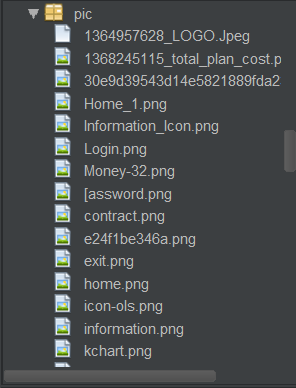 pic
1364957628_LOGO.Jpeg
1368245115_total_plan_cost.p
30e9d39543d14e5821889fda2
Home_1.png
Information_Icon.png
Login.png
Money-32.png
[assword.png
contract.png
e24f1be346a.png
exit.png
home.png
icon-ols.png
information.png
kchart.png